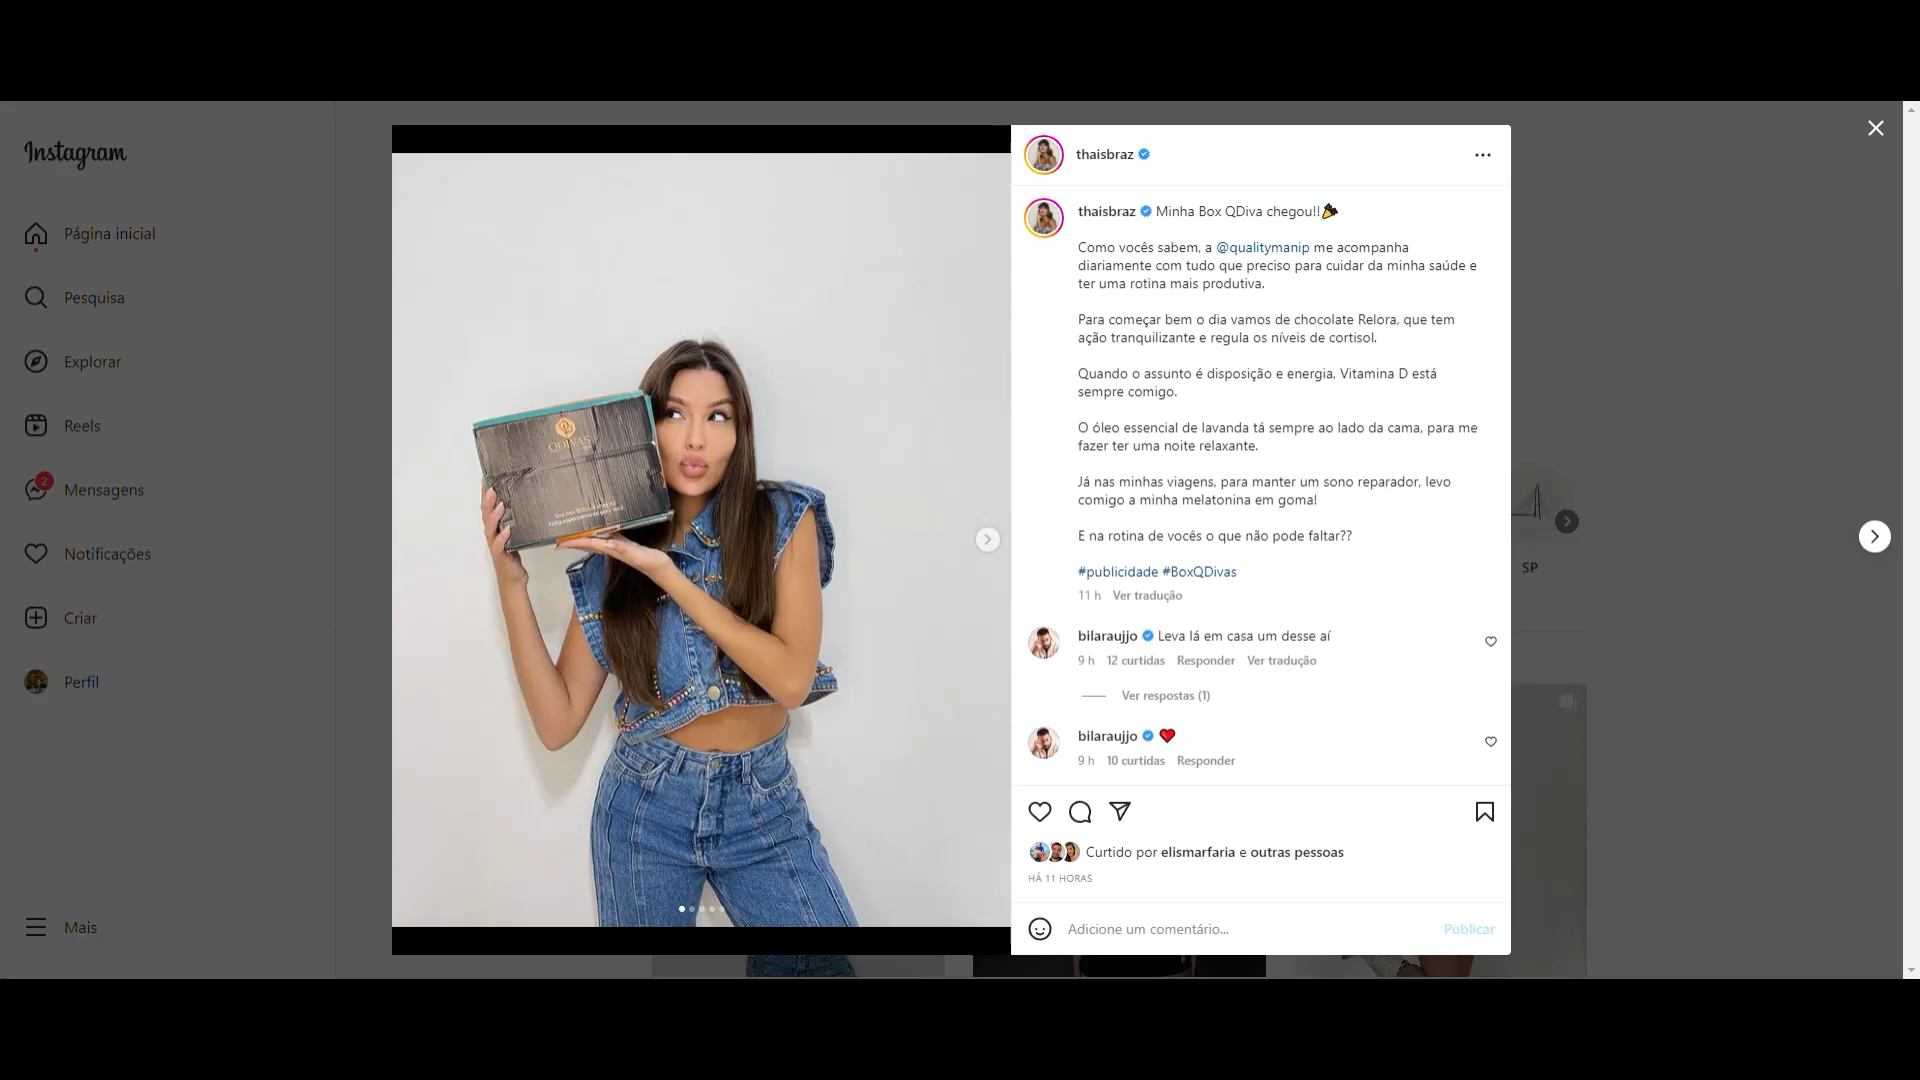 Instagram
Página inicial
Pesquisa
Explorar
Reels
2
Mensagens
Notificações
Criar
Perfil
Mais
QDIVAS
thaisbraz
thaisbraz Minha Box QDiva chegou!!
Como vocês sabem, a @qualitymanip me acompanha
diariamente com tudo que preciso para cuidar da minha saúde e
ter uma rotina mais produtiva.
Para começar bem o dia vamos de chocolate Relora, que tem
ação tranquilizante e regula os níveis de cortisol.
Quando o assunto é disposição e energia, Vitamina D está
sempre comigo.
O óleo essencial de lavanda tá sempre ao lado da cama, para me
fazer ter uma noite relaxante.
Já nas minhas viagens, para manter um sono reparador, levo
comigo a minha melatonina em goma!
E na rotina de vocês o que não pode faltar??
#publicidade #BoxQDivas
11 h Ver tradução
bilaraujjo Leva lá em casa um desse aí
9 h 12 curtidas Responder Ver tradução
Ver respostas (1)
bilaraujjo ❤
9 h 10 curtidas Responder
Curtido por elismarfaria e outras pessoas
HÁ 11 HORAS
Adicione um comentário... Publicar
SP